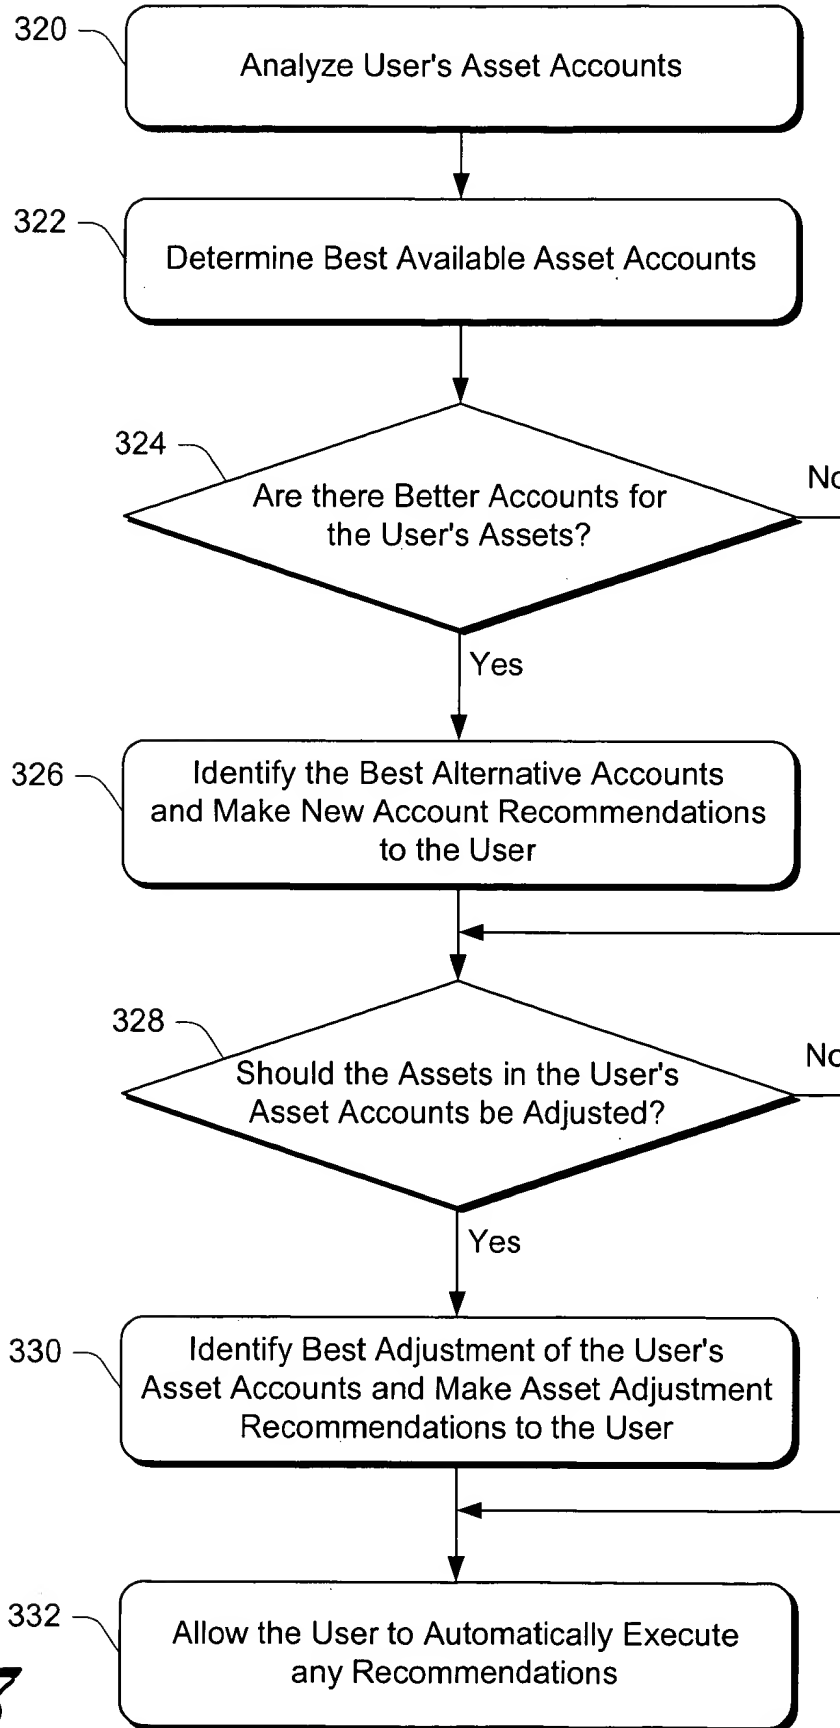 320
Analyze User's Asset Accounts
322
Determine Best Available Asset Accounts
324
Are there Better Accounts for
the User's Assets?
No
Yes
326
Identify the Best Alternative Accounts
and Make New Account Recommendations
to the User
328
Should the Assets in the User's
Asset Accounts be Adjusted?
No
Yes
330
Identify Best Adjustment of the User's
Asset Accounts and Make Asset Adjustment
Recommendations to the User
332
Allow the User to Automatically Execute
any Recommendations